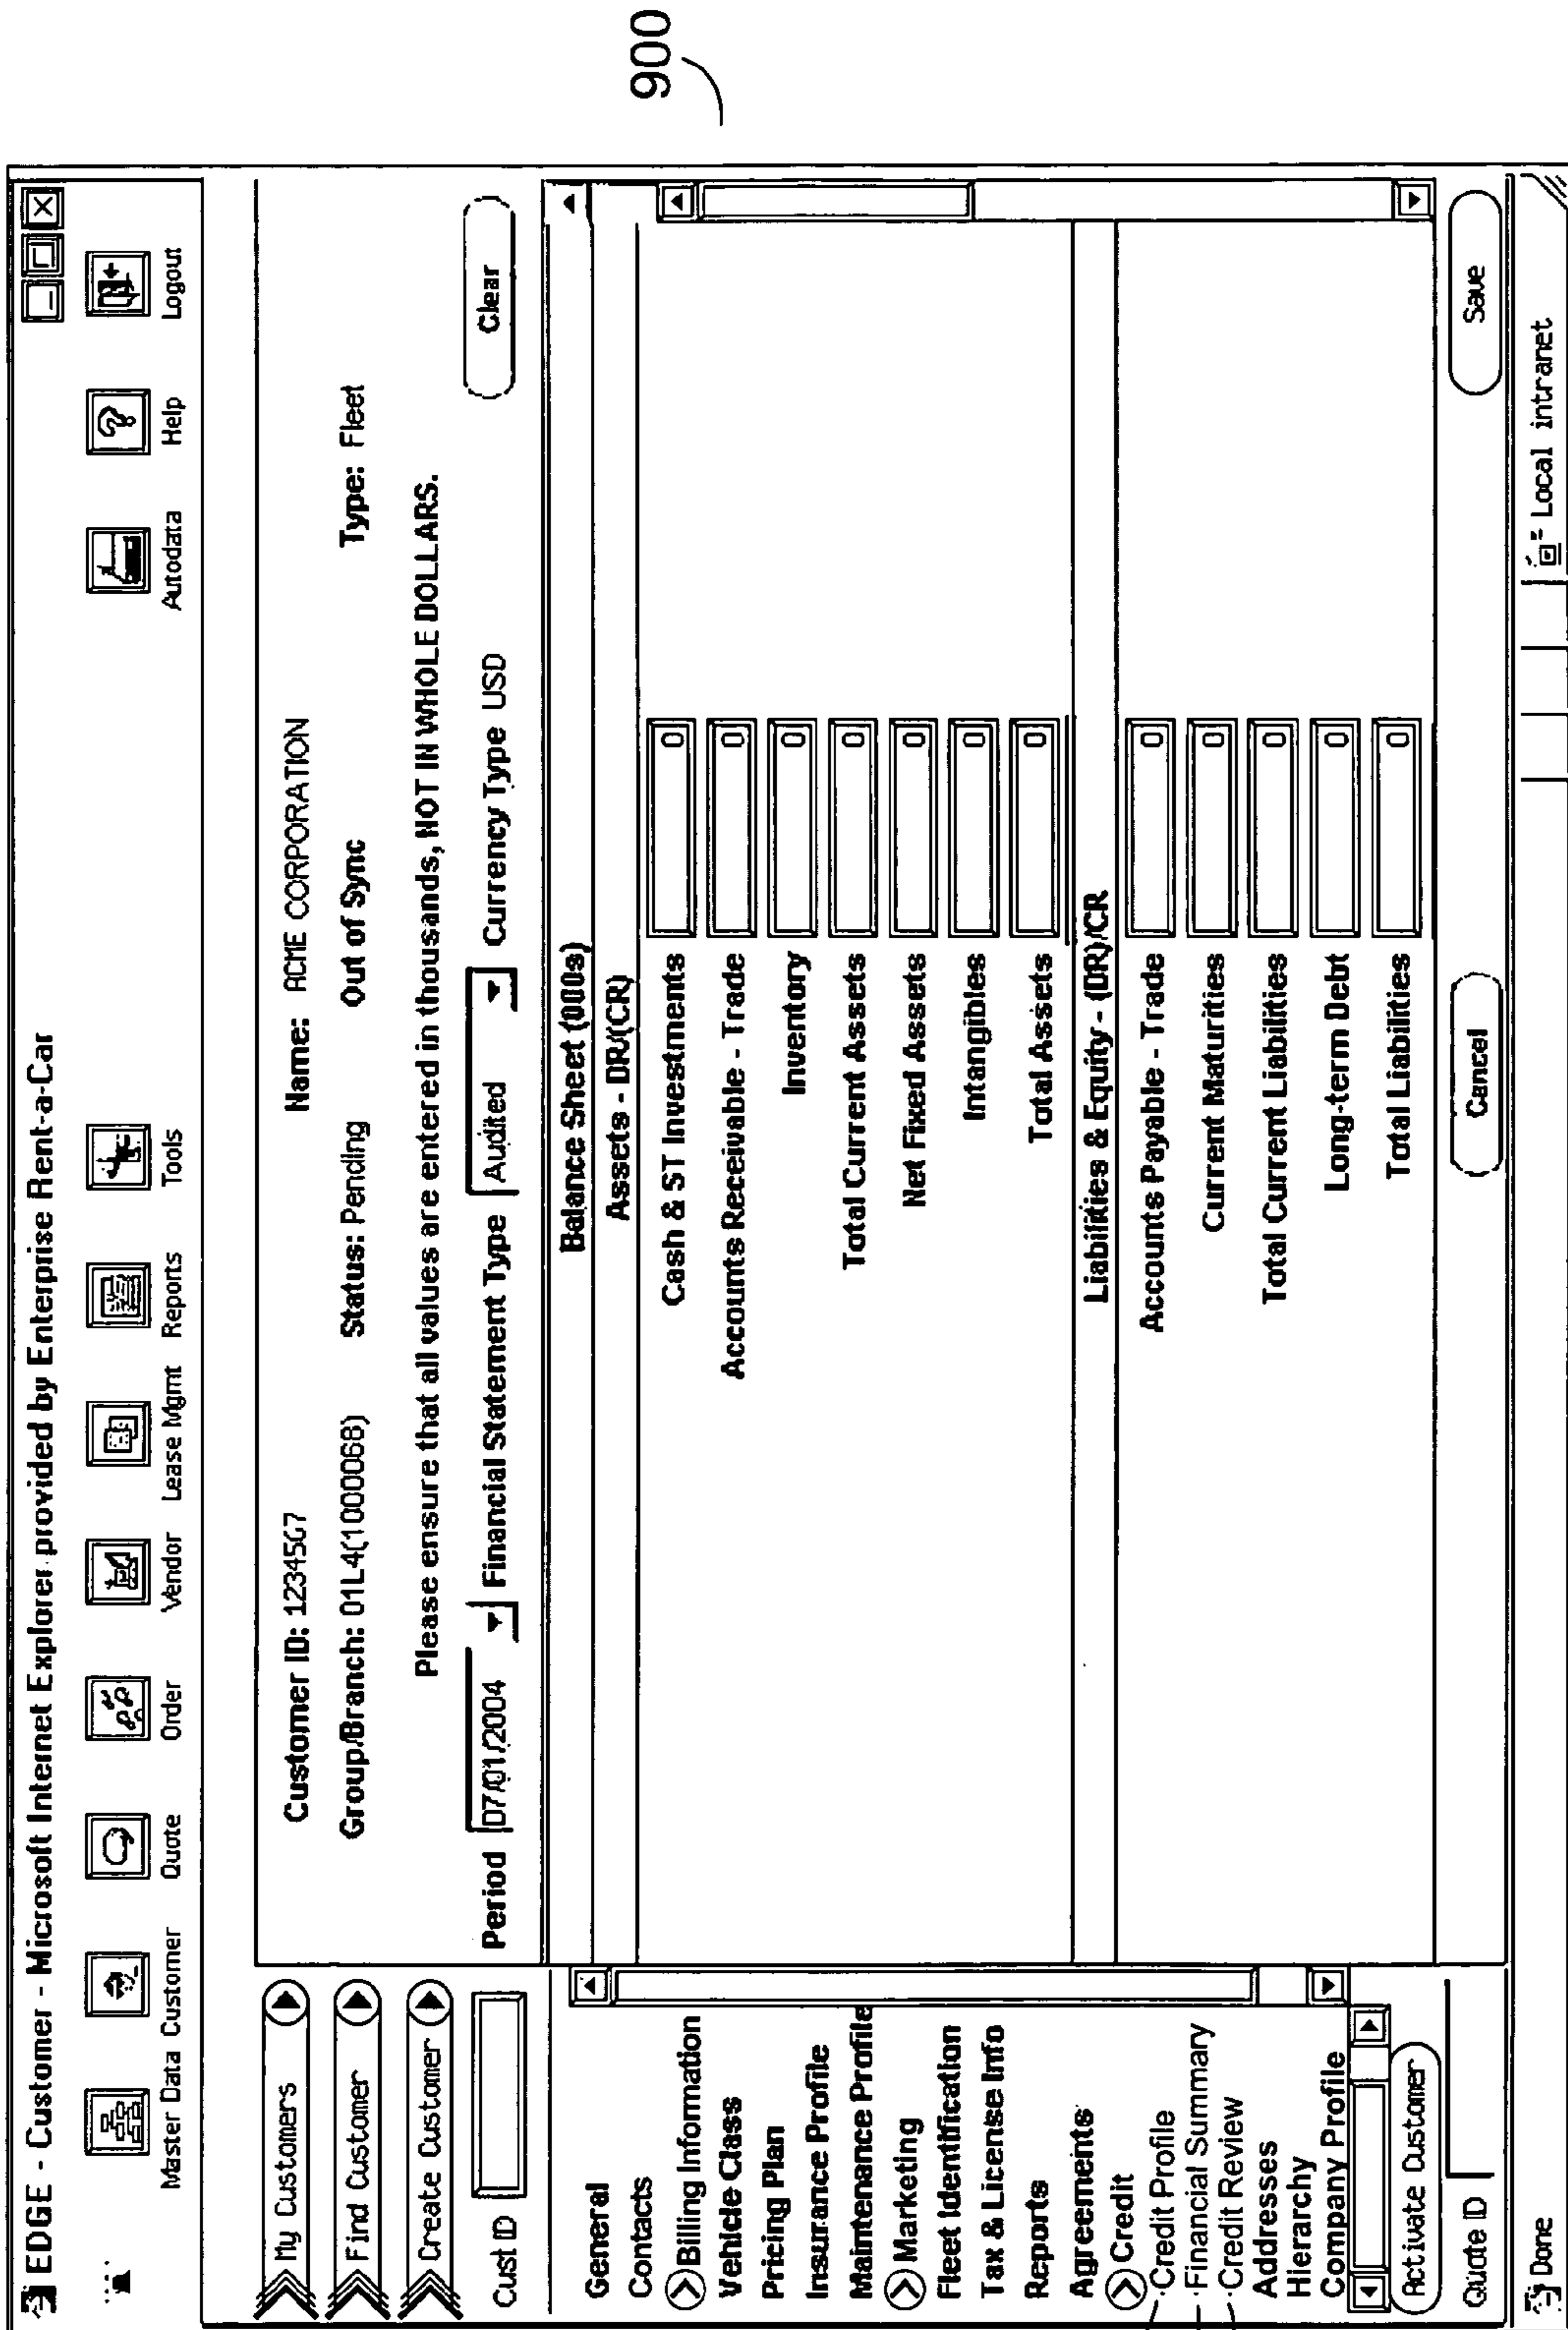 EDGE - Customer - Microsoft Internet Explorer provided by Enterprise Rent-a-Car
Master Data Customer Quote Order Vendor Lease Mgmt Reports Tools Autodata Help Logout
My Customers
Find Customer
Create Customer
Cust ID
General
Contacts
Billing Information
Vehicle Class
Pricing Plan
Insurance Profile
Maintenance Profile
Marketing
Fleet Identification
Tax & License Info
Reports
Agreements
Credit
Credit Profile
Financial Summary
Credit Review
Addresses
Hierarchy
Company Profile
Activate Customer
Quote ID
Customer ID: 1234567 Name: ACME CORPORATION
Group/Branch: 01L4(1000068) Status: Pending Out of Sync Type: Fleet
Please ensure that all values are entered in thousands, NOT IN WHOLE DOLLARS.
Period 07/01/2004 Financial Statement Type Audited Currency Type USD Clear
Balance Sheet (000s)
Assets - DR/(CR)
Cash & ST Investments 0
Accounts Receivable - Trade 0
Inventory 0
Total Current Assets 0
Net Fixed Assets 0
Intangibles 0
Total Assets 0
Liabilities & Equity - (DR)/CR
Accounts Payable - Trade 0
Current Maturities 0
Total Current Liabilities 0
Long-term Debt 0
Total Liabilities 0
Cancel Save
Done Local intranet
900